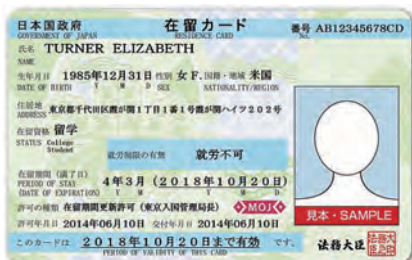 日本国政府 在留カード 番号 AB12345678CD
GOVERNMENT OF JAPAN RESIDENCE CARD No.
氏名 TURNER ELIZABETH
NAME
生年月日 1985年12月31日 性別 女 F. 国籍・地域 米国
DATE OF BIRTH Y M D SEX NATIONALITY/REGION
住居地 東京都千代田区霞が関1丁目1番1号霞が関ハイツ202号
ADDRESS
在留資格 留学
STATUS College
Student
就労制限の有無 就労不可
在留期間(満了日) 4年3月(2018年10月20日)
PERIOD OF STAY
(DATE OF EXPIRATION) Y M Y M D
許可の種類 在留期間更新許可(東京入国管理局長) MOJ
許可年月日 2014年06月10日 交付年月日 2014年06月10日
このカードは 2018年10月20日まで有効 です。
PERIOD OF VALIDITY OF THIS CARD
見本・SAMPLE
法務大臣